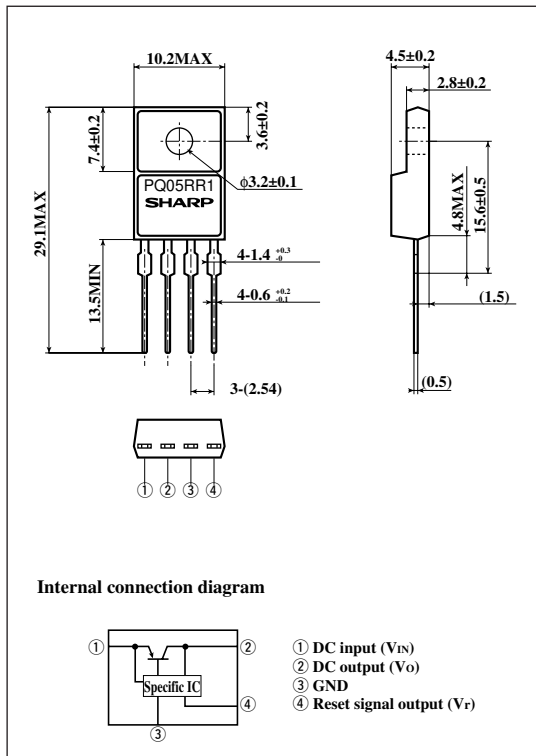 10.2MAX
4.5±0.2
2.8±0.2
7.4±0.2
3.6±0.2
29.1MAX
PQ05RR1
SHARP
φ3.2±0.1
4.8MAX
15.6±0.5
13.5MIN
4-1.4 +0.3 -0
4-0.6 +0.2 -0.1
(1.5)
3-(2.54)
(0.5)
① ② ③ ④
Internal connection diagram
① ②
Specific IC
④
③
① DC input (VIN)
② DC output (VO)
③ GND
④ Reset signal output (Vr)